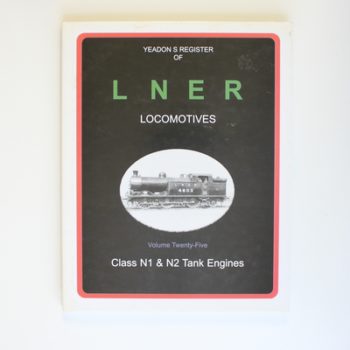 YEADON S REGISTER
OF
L N E R
LOCOMOTIVES
Volume Twenty-Five
Class N1 & N2 Tank Engines